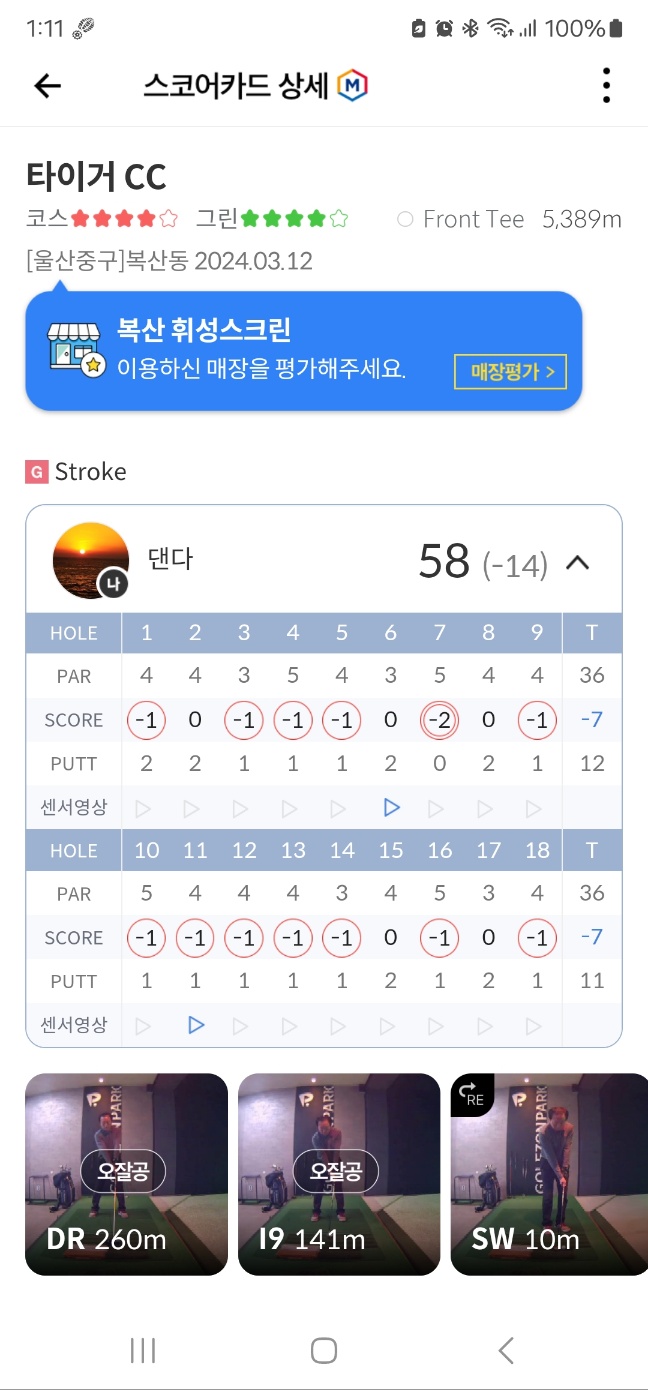 1:11 100%
스코어카드 상세 M
타이거 CC
코스 그린 Front Tee 5,389m
[울산중구]복산동 2024.03.12
복산 휘성스크린
이용하신 매장을 평가해주세요. 매장평가 >
G Stroke
나 댄다 58 (-14)
HOLE 1 2 3 4 5 6 7 8 9 T
PAR 4 4 3 5 4 3 5 4 4 36
SCORE -1 0 -1 -1 -1 0 -2 0 -1 -7
PUTT 2 2 1 1 1 2 0 2 1 12
센서영상
HOLE 10 11 12 13 14 15 16 17 18 T
PAR 5 4 4 4 3 4 5 3 4 36
SCORE -1 -1 -1 -1 -1 0 -1 0 -1 -7
PUTT 1 1 1 1 1 2 1 2 1 11
센서영상
RE
NPARK NPARK GOLFZONPARK
오잘공 오잘공
DR 260m I9 141m SW 10m